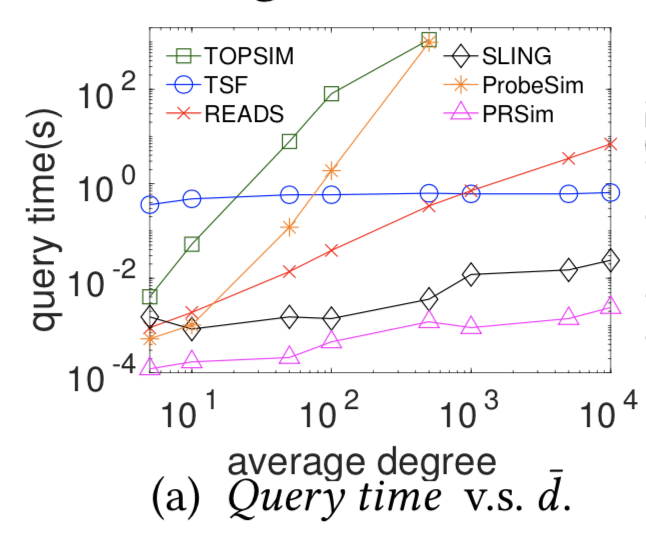 TOPSIM
TSF
READS
SLING
ProbeSim
PRSim
query time(s)
10 2
10 0
10 -2
10 -4
10 1
10 2
10 3
10 4
average degree
(a) Query time v.s. d̄.